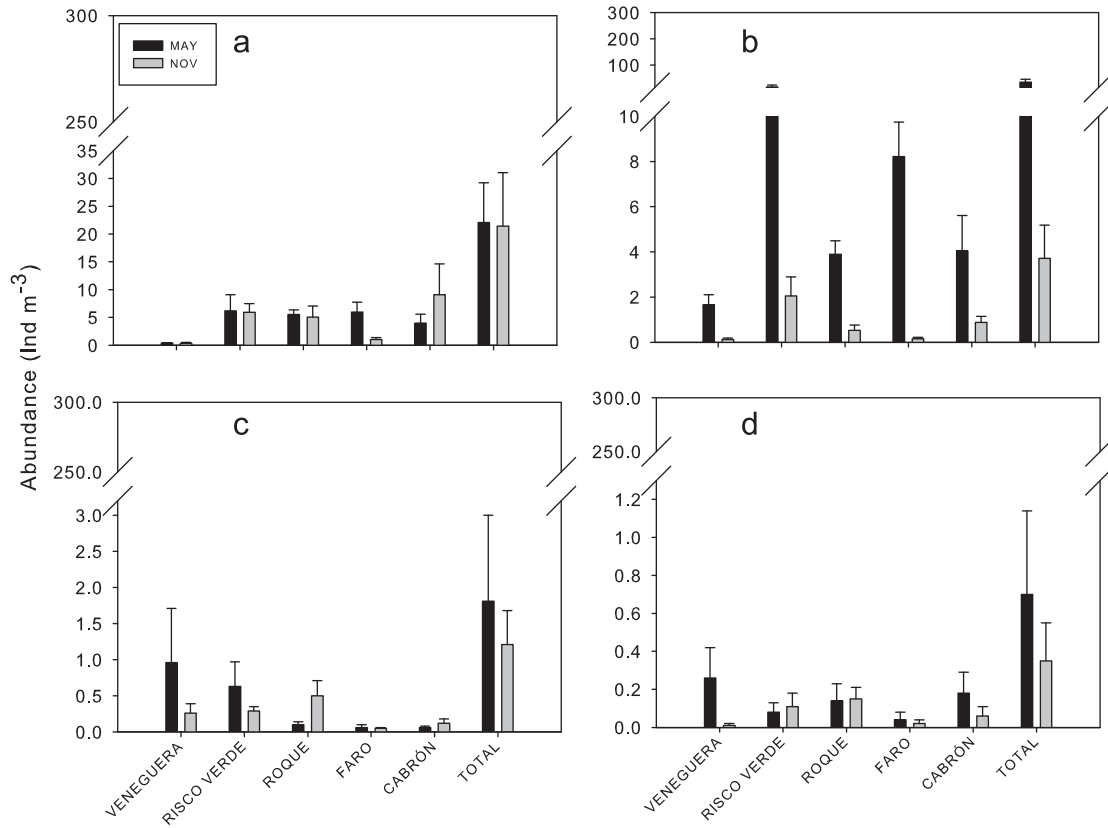 Abundance (Ind m-3)
300
250
35
30
25
20
15
10
5
0
MAY
NOV
a
300
200
100
10
8
6
4
2
0
b
300.0
250.0
3.0
2.5
2.0
1.5
1.0
0.5
0.0
c
VENEGUERA
RISCO VERDE
ROQUE
FARO
CABRÓN
TOTAL
300.0
250.0
1.2
1.0
0.8
0.6
0.4
0.2
0.0
d
VENEGUERA
RISCO VERDE
ROQUE
FARO
CABRÓN
TOTAL